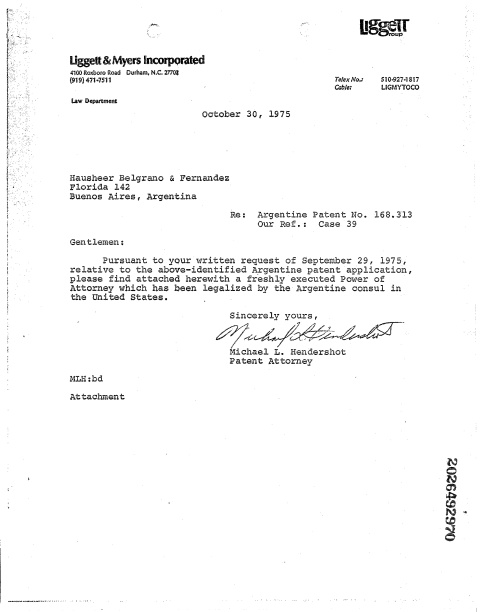 Liggett
Group
Liggett & Myers Incorporated
4100 Roxboro Road Durham, N.C. 27702
(919) 471-7511
Telex No.: 510-927-1817
Cable: LIGMYTOCO
Law Department
October 30, 1975
Hausheer Belgrano & Fernandez
Florida 142
Buenos Aires, Argentina
Re: Argentine Patent No. 168.313
Our Ref.: Case 39
Gentlemen:
Pursuant to your written request of September 29, 1975,
relative to the above-identified Argentine patent application,
please find attached herewith a freshly executed Power of
Attorney which has been legalized by the Argentine consul in
the United States.
Sincerely yours,
Michael L. Hendershot
Michael L. Hendershot
Patent Attorney
MLH:bd
Attachment
2026492970